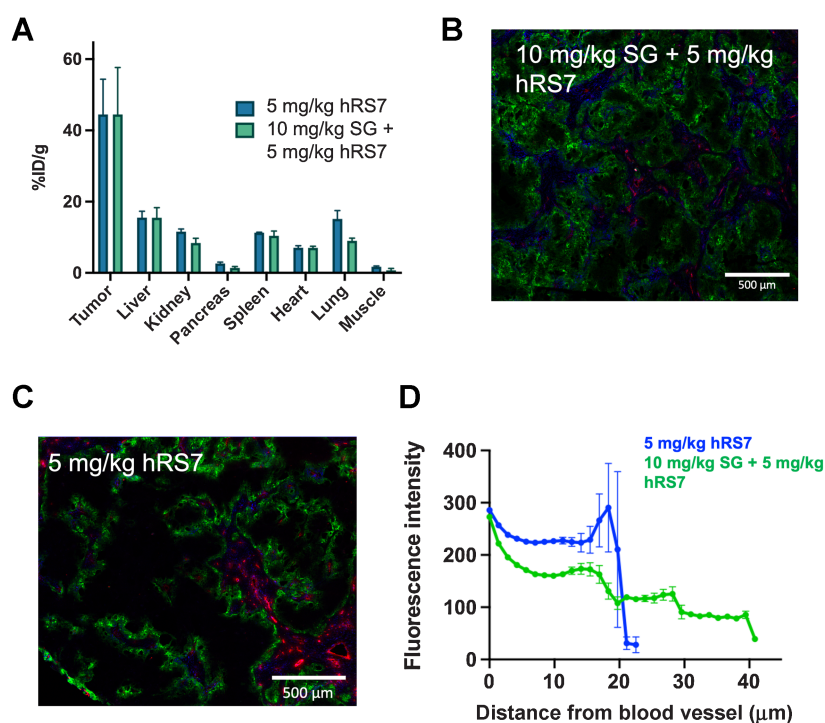 A
60
40
20
0
%ID/g
5 mg/kg hRS7
10 mg/kg SG +
5 mg/kg hRS7
Tumor
Liver
Kidney
Pancreas
Spleen
Heart
Lung
Muscle
B
10 mg/kg SG + 5 mg/kg
hRS7
500 µm
C
5 mg/kg hRS7
500 µm
D
5 mg/kg hRS7
10 mg/kg SG + 5 mg/kg
hRS7
400
300
200
100
0
Fluorescence intensity
0 10 20 30 40
Distance from blood vessel (µm)